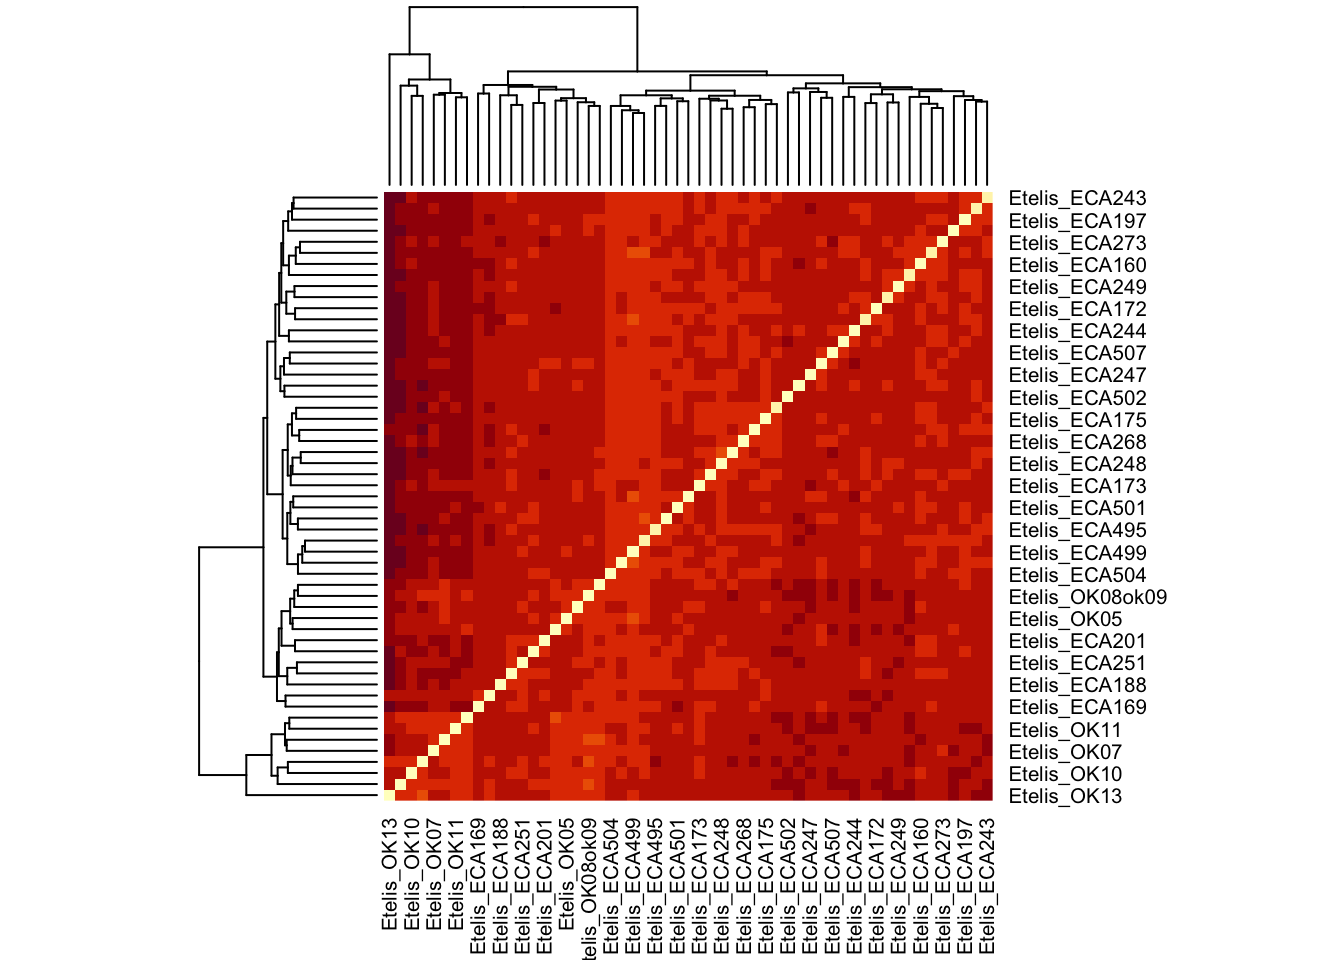 Etelis_ECA243
Etelis_ECA197
Etelis_ECA273
Etelis_ECA160
Etelis_ECA249
Etelis_ECA172
Etelis_ECA244
Etelis_ECA507
Etelis_ECA247
Etelis_ECA502
Etelis_ECA175
Etelis_ECA268
Etelis_ECA248
Etelis_ECA173
Etelis_ECA501
Etelis_ECA495
Etelis_ECA499
Etelis_ECA504
Etelis_OK08ok09
Etelis_OK05
Etelis_ECA201
Etelis_ECA251
Etelis_ECA188
Etelis_ECA169
Etelis_OK11
Etelis_OK07
Etelis_OK10
Etelis_OK13
Etelis_OK13
Etelis_OK10
Etelis_OK07
Etelis_OK11
Etelis_ECA169
Etelis_ECA188
Etelis_ECA251
Etelis_ECA201
Etelis_OK05
telis_OK08ok09
Etelis_ECA504
Etelis_ECA499
Etelis_ECA495
Etelis_ECA501
Etelis_ECA173
Etelis_ECA248
Etelis_ECA268
Etelis_ECA175
Etelis_ECA502
Etelis_ECA247
Etelis_ECA507
Etelis_ECA244
Etelis_ECA172
Etelis_ECA249
Etelis_ECA160
Etelis_ECA273
Etelis_ECA197
Etelis_ECA243